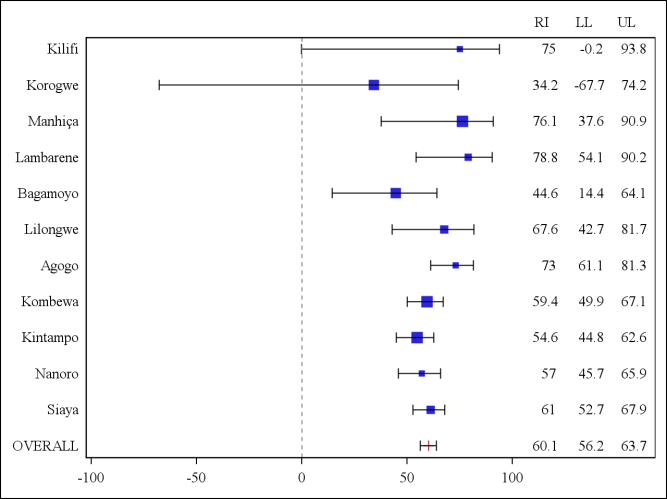 RI LL UL
Kilifi 75 -0.2 93.8
Korogwe 34.2 -67.7 74.2
Manhiça 76.1 37.6 90.9
Lambarene 78.8 54.1 90.2
Bagamoyo 44.6 14.4 64.1
Lilongwe 67.6 42.7 81.7
Agogo 73 61.1 81.3
Kombewa 59.4 49.9 67.1
Kintampo 54.6 44.8 62.6
Nanoro 57 45.7 65.9
Siaya 61 52.7 67.9
OVERALL 60.1 56.2 63.7
-100 -50 0 50 100